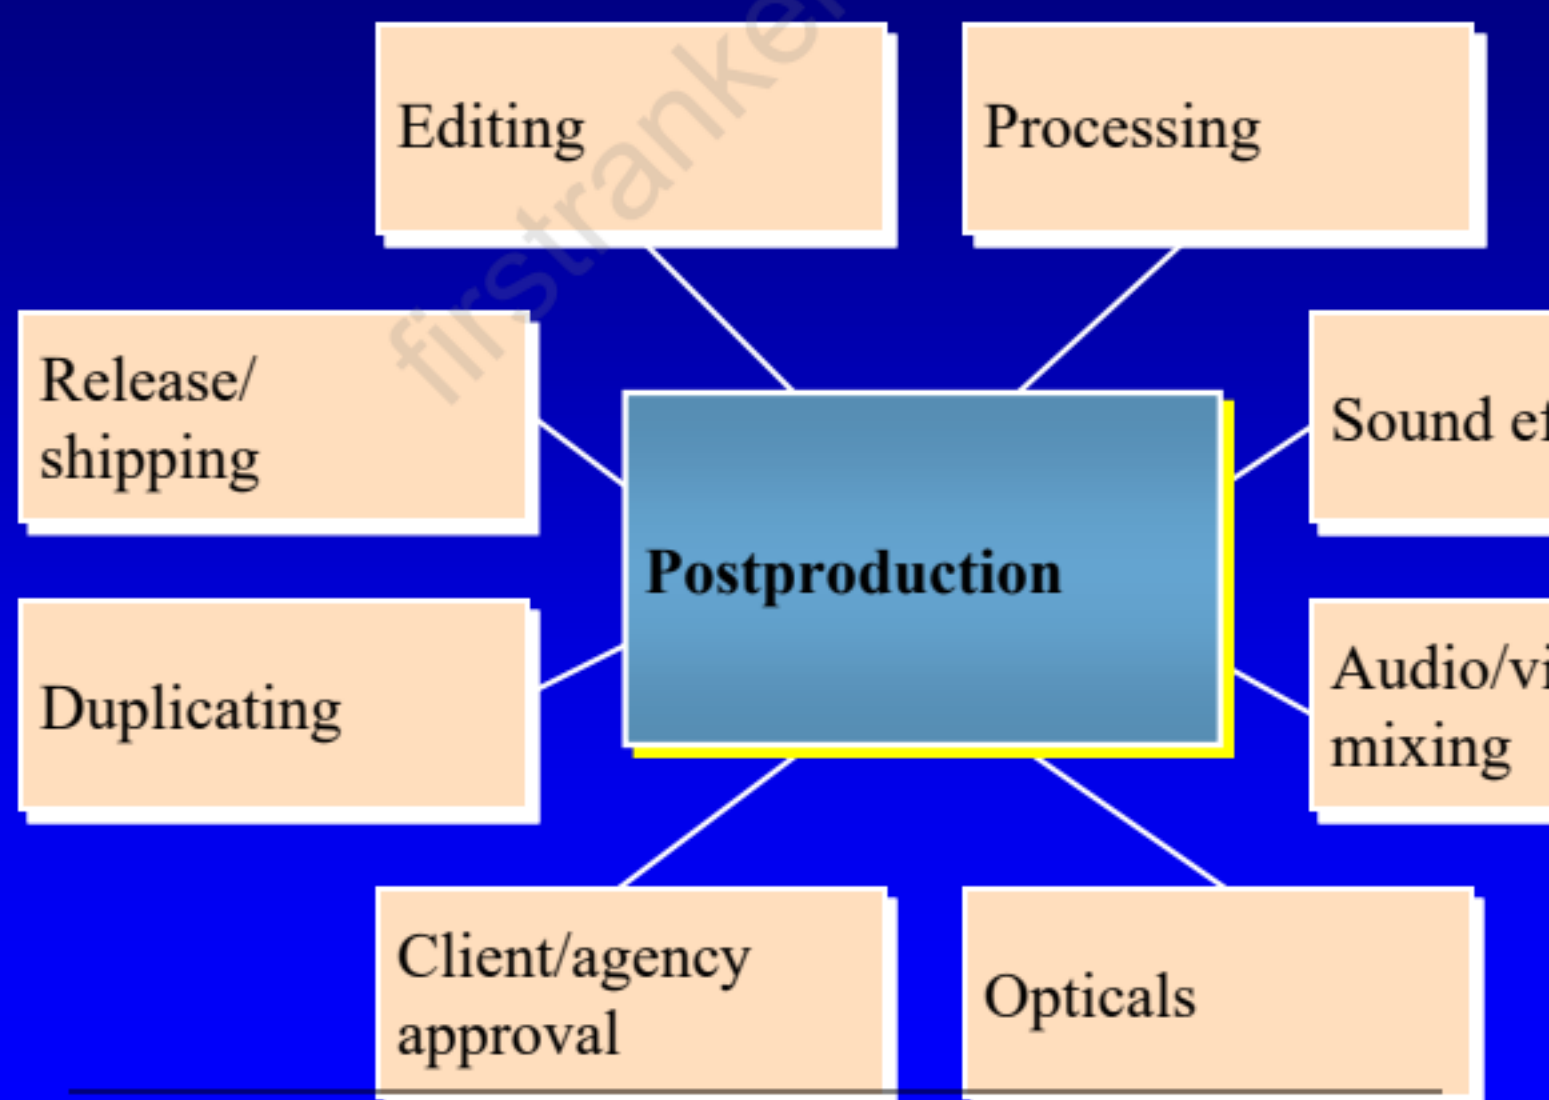 Editing
Processing
Release/
shipping
Sound
Postproduction
Duplicating
mixing
Client/agency
approval
Opticals